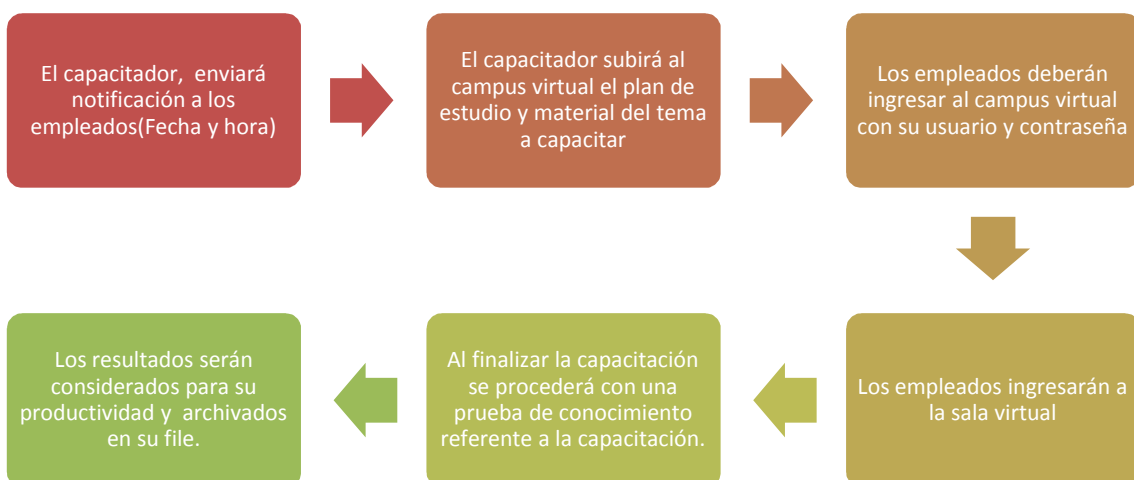 El capacitador, enviará
notificación a los
empleados(Fecha y hora)
El capacitador subirá al
campus virtual el plan de
estudio y material del tema
a capacitar
Los empleados deberán
ingresar al campus virtual
con su usuario y contraseña
Los empleados ingresarán a
la sala virtual
Al finalizar la capacitación
se procederá con una
prueba de conocimiento
referente a la capacitación.
Los resultados serán
considerados para su
productividad y archivados
en su file.